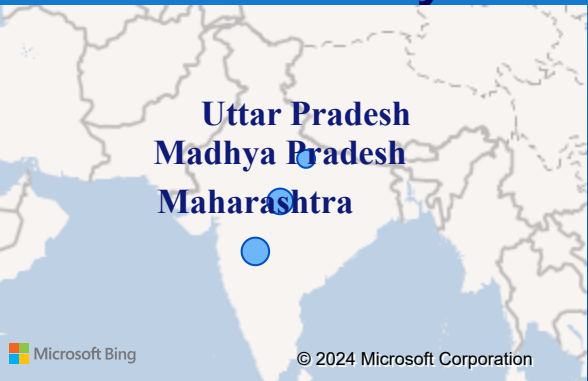 Uttar Pradesh
Madhya Pradesh
Maharashtra
Microsoft Bing
© 2024 Microsoft Corporation